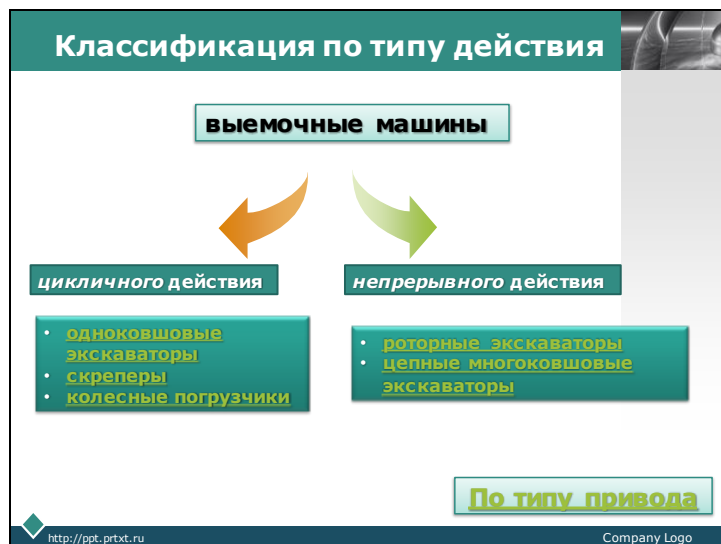 Классификация по типу действия
выемочные машины
цикличного действия
непрерывного действия
• одноковшовые
экскаваторы
• скреперы
• колесные погрузчики
• роторные экскаваторы
• цепные многоковшовые
экскаваторы
По типу привода
http://ppt.prtxt.ru
Company Logo